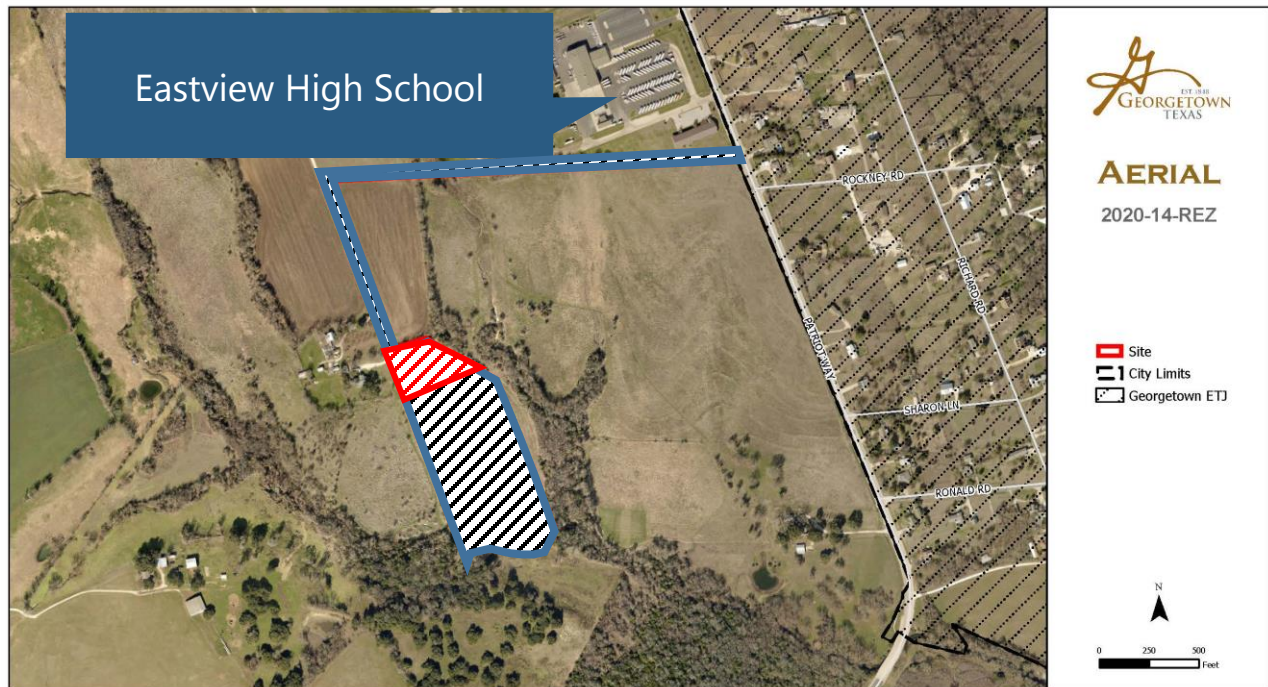 Eastview High School
ROCKNEY RD
RICHARD RD
PATRIOT WAY
SHARON LN
RONALD RD
EST. 1848
GEORGETOWN
TEXAS
AERIAL
2020-14-REZ
Site
City Limits
Georgetown ETJ
N
0 250 500
Feet